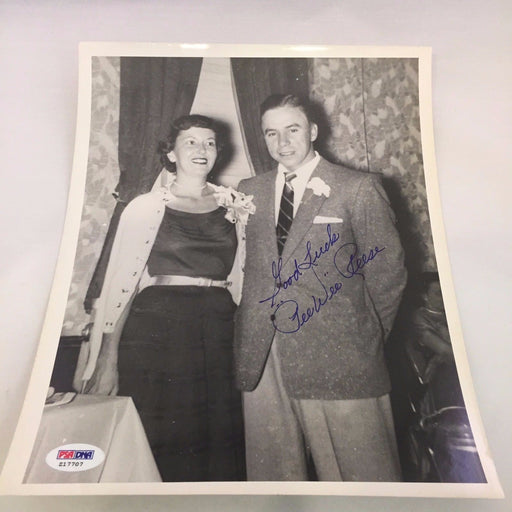 Good Luck
"PeeWee" Reese
PSA/DNA
Z17707